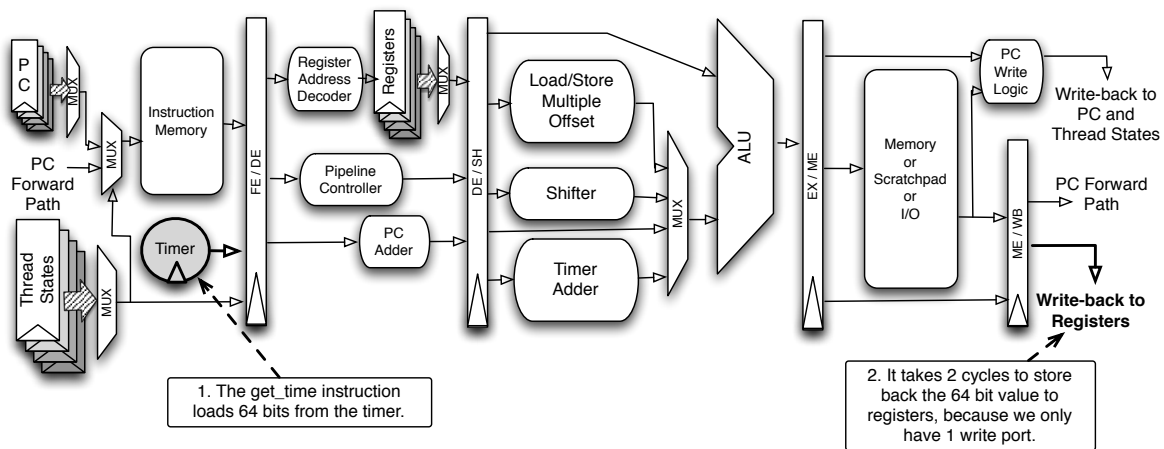 PC
MUX
PC
Forward
Path
MUX
Thread
States
MUX
Instruction
Memory
Timer
FE / DE
Register
Address
Decoder
Registers
MUX
Pipeline
Controller
PC
Adder
DE / SH
Load/Store
Multiple
Offset
Shifter
Timer
Adder
MUX
ALU
EX / ME
Memory
or
Scratchpad
or
I/O
PC
Write
Logic
Write-back to
PC and
Thread States
ME / WB
PC Forward
Path
Write-back to
Registers
1. The get_time instruction
loads 64 bits from the timer.
2. It takes 2 cycles to store
back the 64 bit value to
registers, because we only
have 1 write port.